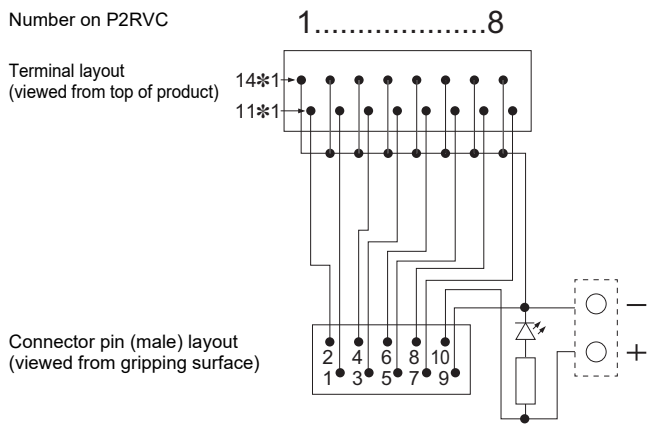 Number on P2RVC
1....................8
Terminal layout
(viewed from top of product)
14*1
11*1
Connector pin (male) layout
(viewed from gripping surface)
2 4 6 8 10
1 3 5 7 9
−
+